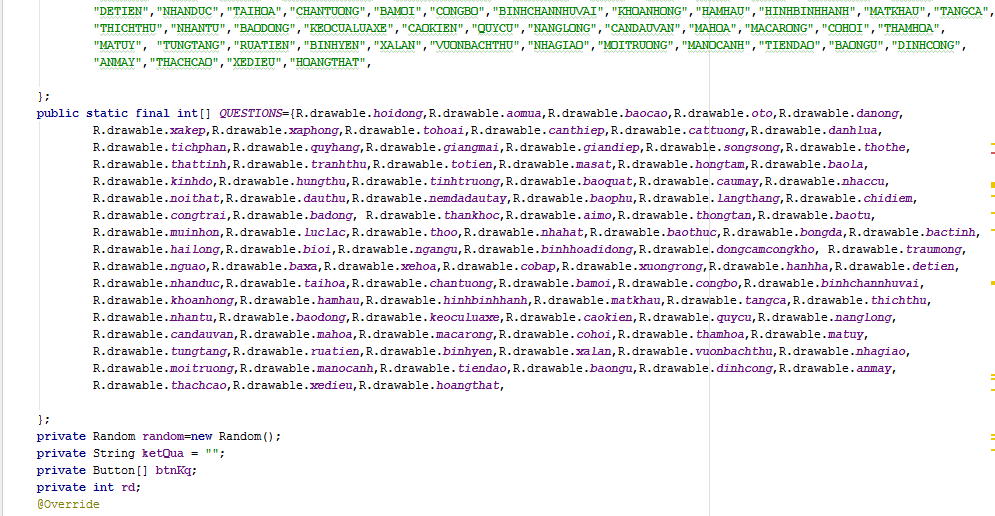 "DETIEN","NHANDUC","TAIHOA","CHANTUONG","BAMOI","CONGBO","BINHCHANNHUVAI","KHOANHONG","HAMHAU","HINHBINHHANH","MATKHAU","TANGCA",
"THICHTHU","NHANTU","BAODONG","KEOCUALUAXE","CAOKIEN","QUYCU","NANGLONG","CANDAUVAN","MAHOA","MACARONG","COHOI","THAMHOA",
"MATUY", "TUNGTANG","RUATIEN","BINHYEN","XALAN","VUONBACHTHU","NHAGIAO","MOITRUONG","MANOCANH","TIENDAO","BAONGU","DINHCONG",
"ANMAY","THACHCAO","XEDIEU","HOANGTHAT",
};
public static final int[] QUESTIONS={R.drawable.hoidong,R.drawable.aomua,R.drawable.baocao,R.drawable.oto,R.drawable.danong,
R.drawable.xakep,R.drawable.xaphong,R.drawable.tohoai,R.drawable.canthiep,R.drawable.cattuong,R.drawable.danhlua,
R.drawable.tichphan,R.drawable.quyhang,R.drawable.giangmai,R.drawable.giandiep,R.drawable.songsong,R.drawable.thothe,
R.drawable.thattinh,R.drawable.tranhthu,R.drawable.totien,R.drawable.masat,R.drawable.hongtam,R.drawable.baola,
R.drawable.kinhdo,R.drawable.hungthu,R.drawable.tinhtruong,R.drawable.baoquat,R.drawable.caumay,R.drawable.nhaccu,
R.drawable.noithat,R.drawable.dauthu,R.drawable.nemdadautay,R.drawable.baophu,R.drawable.langthang,R.drawable.chidiem,
R.drawable.congtrai,R.drawable.badong, R.drawable.thankhoc,R.drawable.aimo,R.drawable.thongtan,R.drawable.baotu,
R.drawable.muinhon,R.drawable.luclac,R.drawable.thoo,R.drawable.nhahat,R.drawable.baothuc,R.drawable.bongda,R.drawable.bactinh,
R.drawable.hailong,R.drawable.bioi,R.drawable.ngangu,R.drawable.binhhoadidong,R.drawable.dongcamcongkho, R.drawable.traumong,
R.drawable.nguao,R.drawable.baxa,R.drawable.xehoa,R.drawable.cobap,R.drawable.xuongrong,R.drawable.hanhha,R.drawable.detien,
R.drawable.nhanduc,R.drawable.taihoa,R.drawable.chantuong,R.drawable.bamoi,R.drawable.congbo,R.drawable.binhchannhuvai,
R.drawable.khoanhong,R.drawable.hamhau,R.drawable.hinhbinhhanh,R.drawable.matkhau,R.drawable.tangca,R.drawable.thichthu,
R.drawable.nhantu,R.drawable.baodong,R.drawable.keoculuaxe,R.drawable.caokien,R.drawable.quycu,R.drawable.nanglong,
R.drawable.candauvan,R.drawable.mahoa,R.drawable.macarong,R.drawable.cohoi,R.drawable.thamhoa,R.drawable.matuy,
R.drawable.tungtang,R.drawable.ruatien,R.drawable.binhyen,R.drawable.xalan,R.drawable.vuonbachthu,R.drawable.nhagiao,
R.drawable.moitruong,R.drawable.manocanh,R.drawable.tiendao,R.drawable.baongu,R.drawable.dinhcong,R.drawable.anmay,
R.drawable.thachcao,R.drawable.xedieu,R.drawable.hoangthat,
};
private Random random=new Random();
private String ketQua = "";
private Button[] btnKq;
private int rd;
@Override